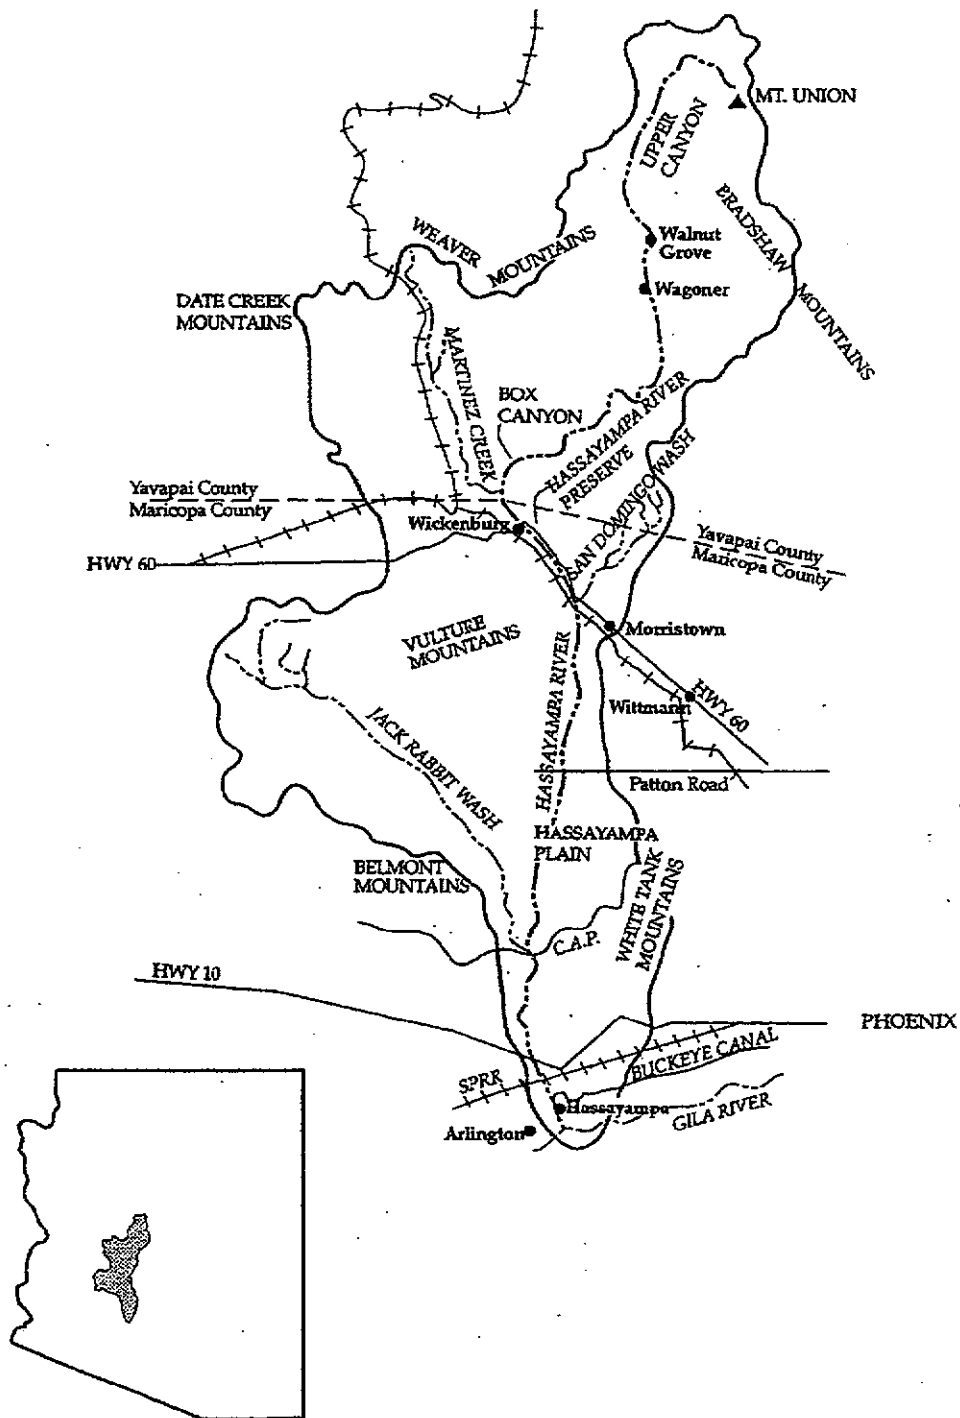 MT. UNION
UPPER
CANYON
BRADSHAW
MOUNTAINS
WEAVER
MOUNTAINS
Walnut
Grove
Wagoner
DATE CREEK
MOUNTAINS
MARTINEZ CREEK
BOX
CANYON
HASSAYAMPA RIVER
PRESERVE
SAN DOMINGO WASH
Yavapai County
Maricopa County
Wickenburg
Yavapai County
Maricopa County
HWY 60
VULTURE
MOUNTAINS
Morristown
HASSAYAMPA RIVER
Wittmann
HWY 60
JACK RABBIT WASH
Patton Road
HASSAYAMPA
PLAIN
BELMONT
MOUNTAINS
WHITE TANK
MOUNTAINS
C.A.P.
HWY 10
PHOENIX
SPRR
BUCKEYE CANAL
Hassayampa
GILA RIVER
Arlington